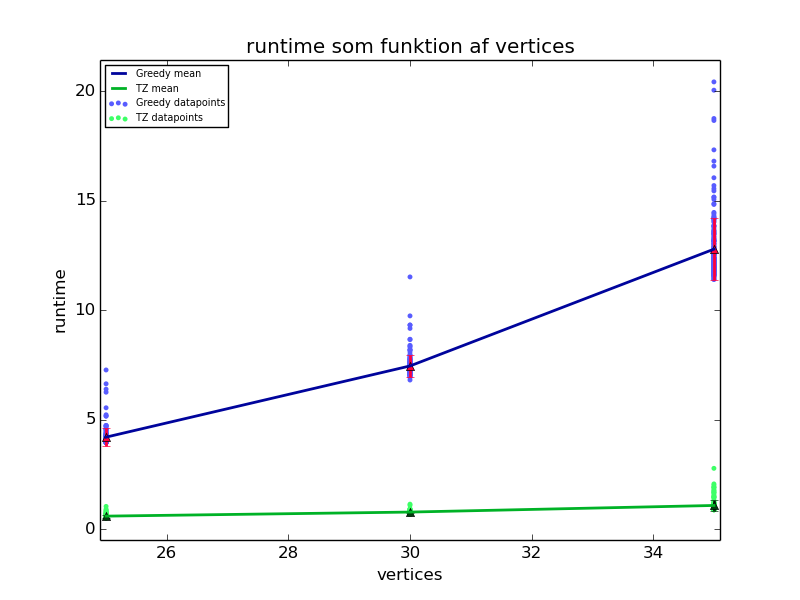 runtime som funktion af vertices
Greedy mean
TZ mean
Greedy datapoints
TZ datapoints
20
15
10
5
0
runtime
26
28
30
32
34
vertices